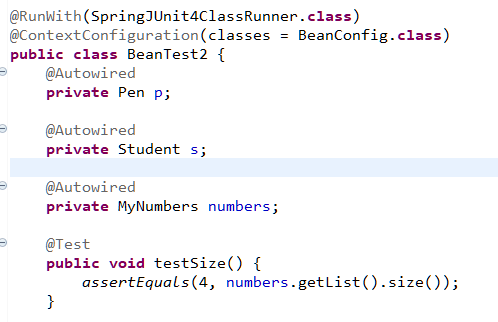 @RunWith(SpringJUnit4ClassRunner.class)
@ContextConfiguration(classes = BeanConfig.class)
public class BeanTest2 {
    @Autowired
    private Pen p;
    @Autowired
    private Student s;
    @Autowired
    private MyNumbers numbers;
    @Test
    public void testSize() {
        assertEquals(4, numbers.getList().size());
    }